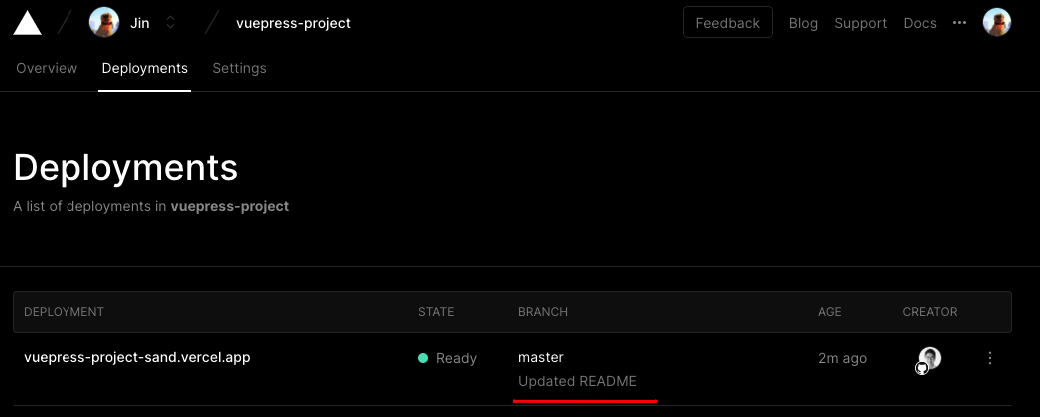 Jin vuepress-project Feedback Blog Support Docs
Overview Deployments Settings
Deployments
A list of deployments in vuepress-project
DEPLOYMENT STATE BRANCH AGE CREATOR
vuepress-project-sand.vercel.app Ready master 2m ago
Updated README